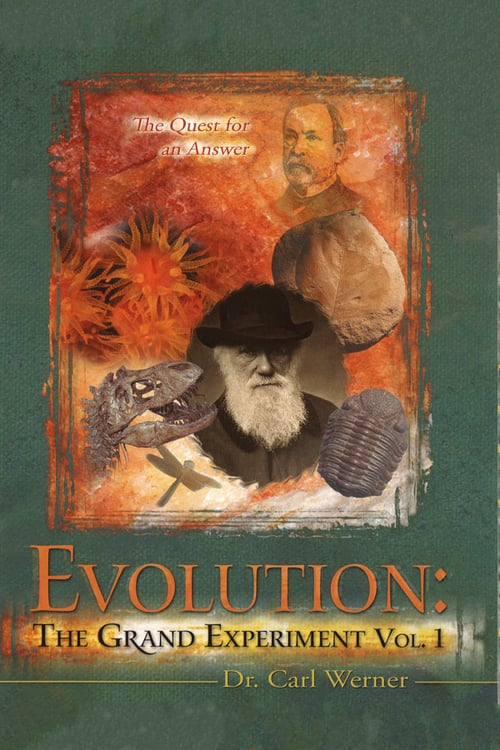 The Quest for
an Answer
EVOLUTION:
THE GRAND EXPERIMENT VOL. 1
Dr. Carl Werner